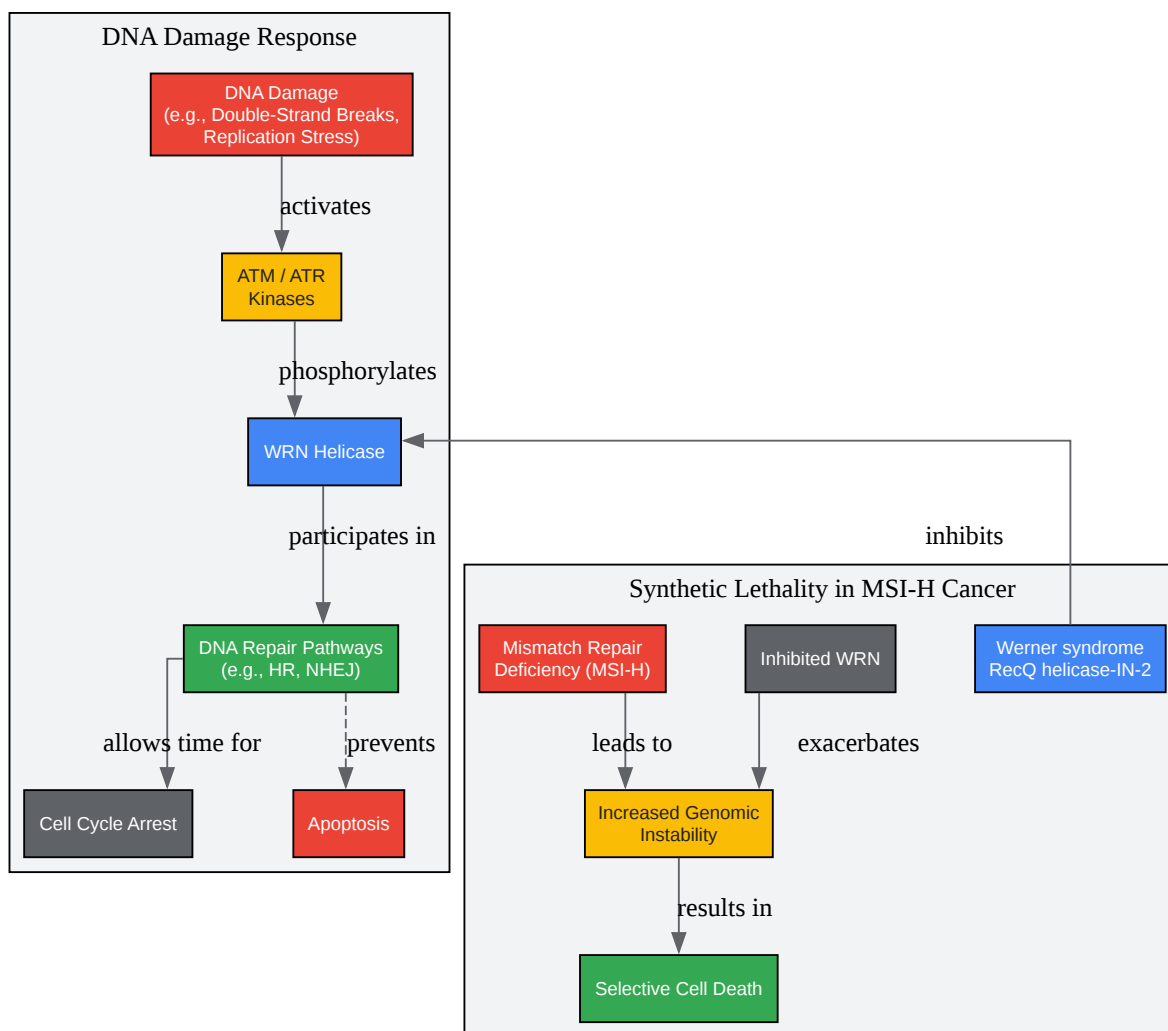 DNA Damage Response
DNA Damage
(e.g., Double-Strand Breaks,
Replication Stress)
activates
ATM / ATR
Kinases
phosphorylates
WRN Helicase
participates in
DNA Repair Pathways
(e.g., HR, NHEJ)
allows time for
prevents
Cell Cycle Arrest
Apoptosis
inhibits
Synthetic Lethality in MSI-H Cancer
Mismatch Repair
Deficiency (MSI-H)
Inhibited WRN
Werner syndrome
RecQ helicase-IN-2
leads to
exacerbates
Increased Genomic
Instability
results in
Selective Cell Death